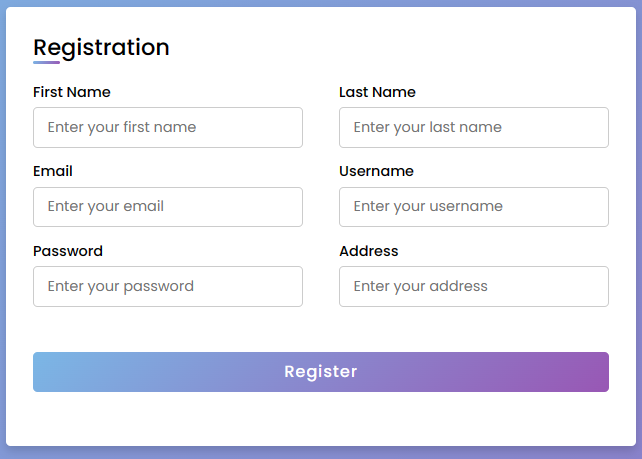 Registration
First Name
Last Name
Enter your first name
Enter your last name
Email
Username
Enter your email
Enter your username
Password
Address
Enter your password
Enter your address
Register